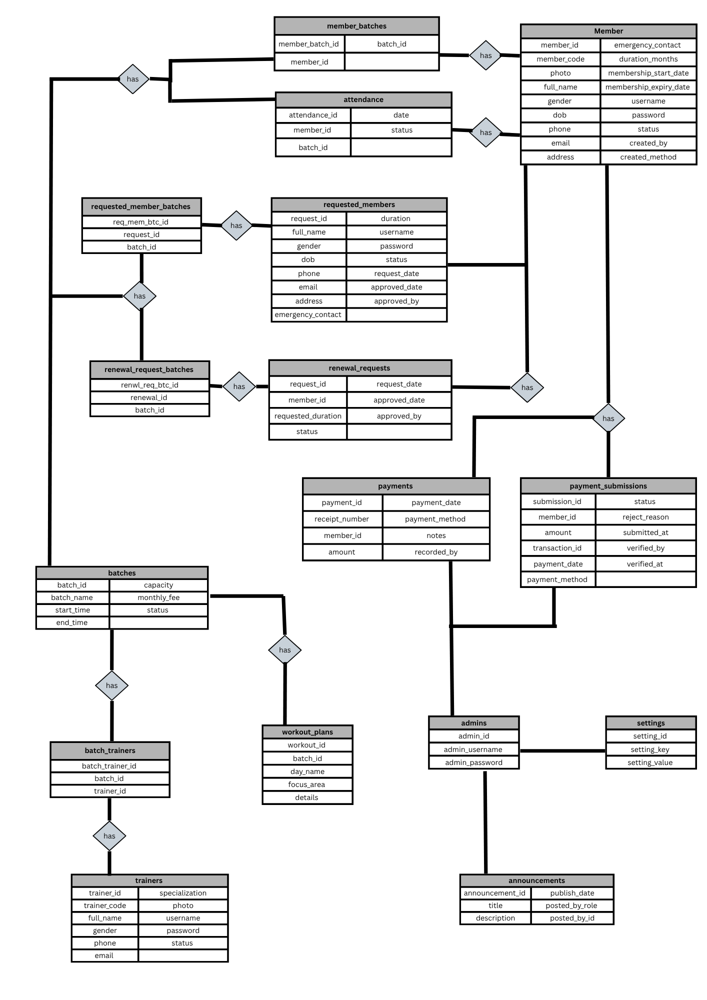 member_batches
member_batch_id batch_id
member_id
has
Member
member_id emergency_contact
member_code duration_months
photo membership_start_date
full_name membership_expiry_date
gender username
dob password
phone status
email created_by
address created_method
has
attendance
attendance_id date
member_id status
batch_id
has
requested_member_batches
req_mem_btc_id
request_id
batch_id
has
requested_members
request_id duration
full_name username
gender password
dob status
phone request_date
email approved_date
address approved_by
emergency_contact
has
renewal_request_batches
renwl_req_btc_id
renewal_id
batch_id
has
renewal_requests
request_id request_date
member_id approved_date
requested_duration approved_by
status
has
has
payments
payment_id payment_date
receipt_number payment_method
member_id notes
amount recorded_by
payment_submissions
submission_id status
member_id reject_reason
amount submitted_at
transaction_id verified_by
payment_date verified_at
payment_method
batches
batch_id capacity
batch_name monthly_fee
start_time status
end_time
has
has
batch_trainers
batch_trainer_id
batch_id
trainer_id
workout_plans
workout_id
batch_id
day_name
focus_area
details
admins
admin_id
admin_username
admin_password
settings
setting_id
setting_key
setting_value
has
trainers
trainer_id specialization
trainer_code photo
full_name username
gender password
phone status
email
announcements
announcement_id publish_date
title posted_by_role
description posted_by_id